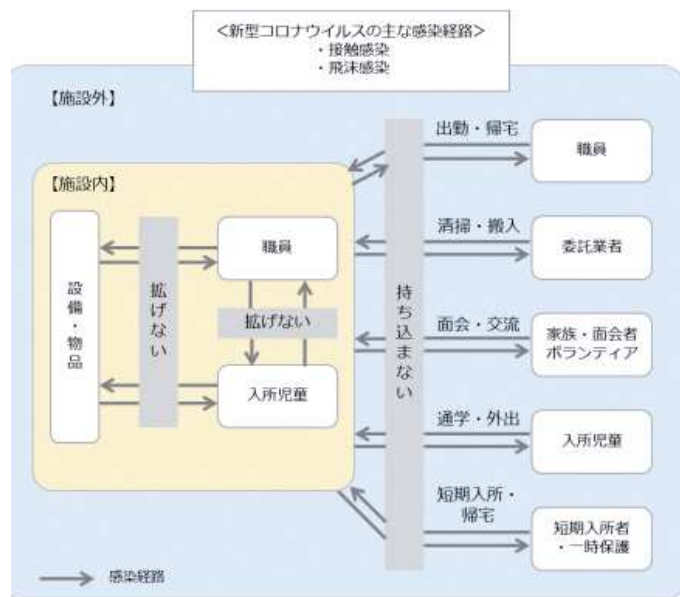 <新型コロナウイルスの主な感染経路>
・接触感染
・飛沫感染
【施設外】
【施設内】
設備・物品
拡げない
職員
拡げない
入所児童
持ち込まない
出勤・帰宅
職員
清掃・搬入
委託業者
面会・交流
家族・面会者
ボランティア
通学・外出
入所児童
短期入所・
帰宅
短期入所者
・一時保護
感染経路